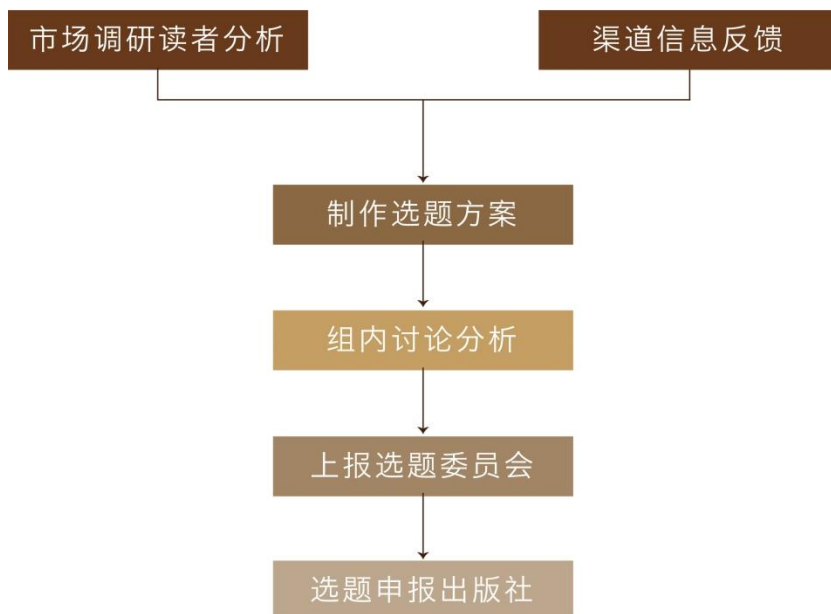 市场调研读者分析
渠道信息反馈
制作选题方案
组内讨论分析
上报选题委员会
选题申报出版社